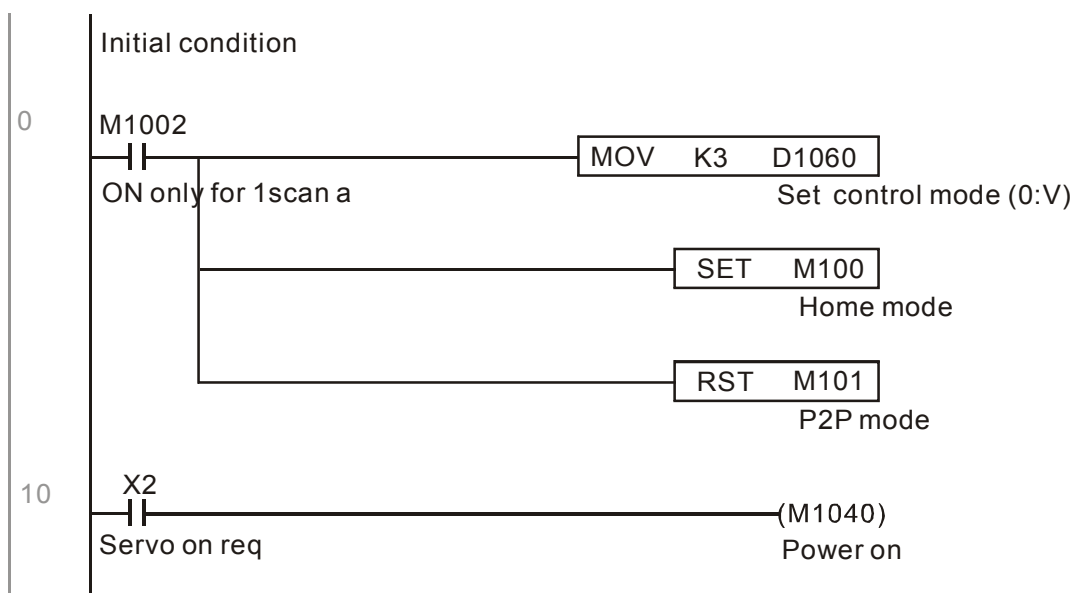 Initial condition
0
M1002
MOV K3 D1060
ON only for 1scan a
Set control mode (0:V)
SET M100
Home mode
RST M101
P2P mode
10
X2
(M1040)
Servo on req
Power on